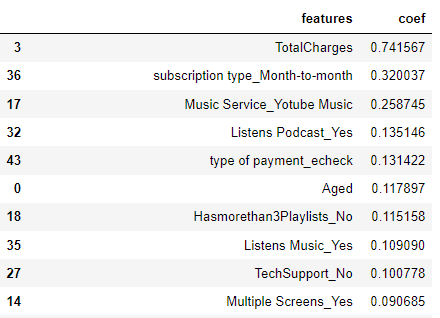 features coef
3 TotalCharges 0.741567
36 subscription type_Month-to-month 0.320037
17 Music Service_Yotube Music 0.258745
32 Listens Podcast_Yes 0.135146
43 type of payment_echeck 0.131422
0 Aged 0.117897
18 Hasmorethan3Playlists_No 0.115158
35 Listens Music_Yes 0.109090
27 TechSupport_No 0.100778
14 Multiple Screens_Yes 0.090685